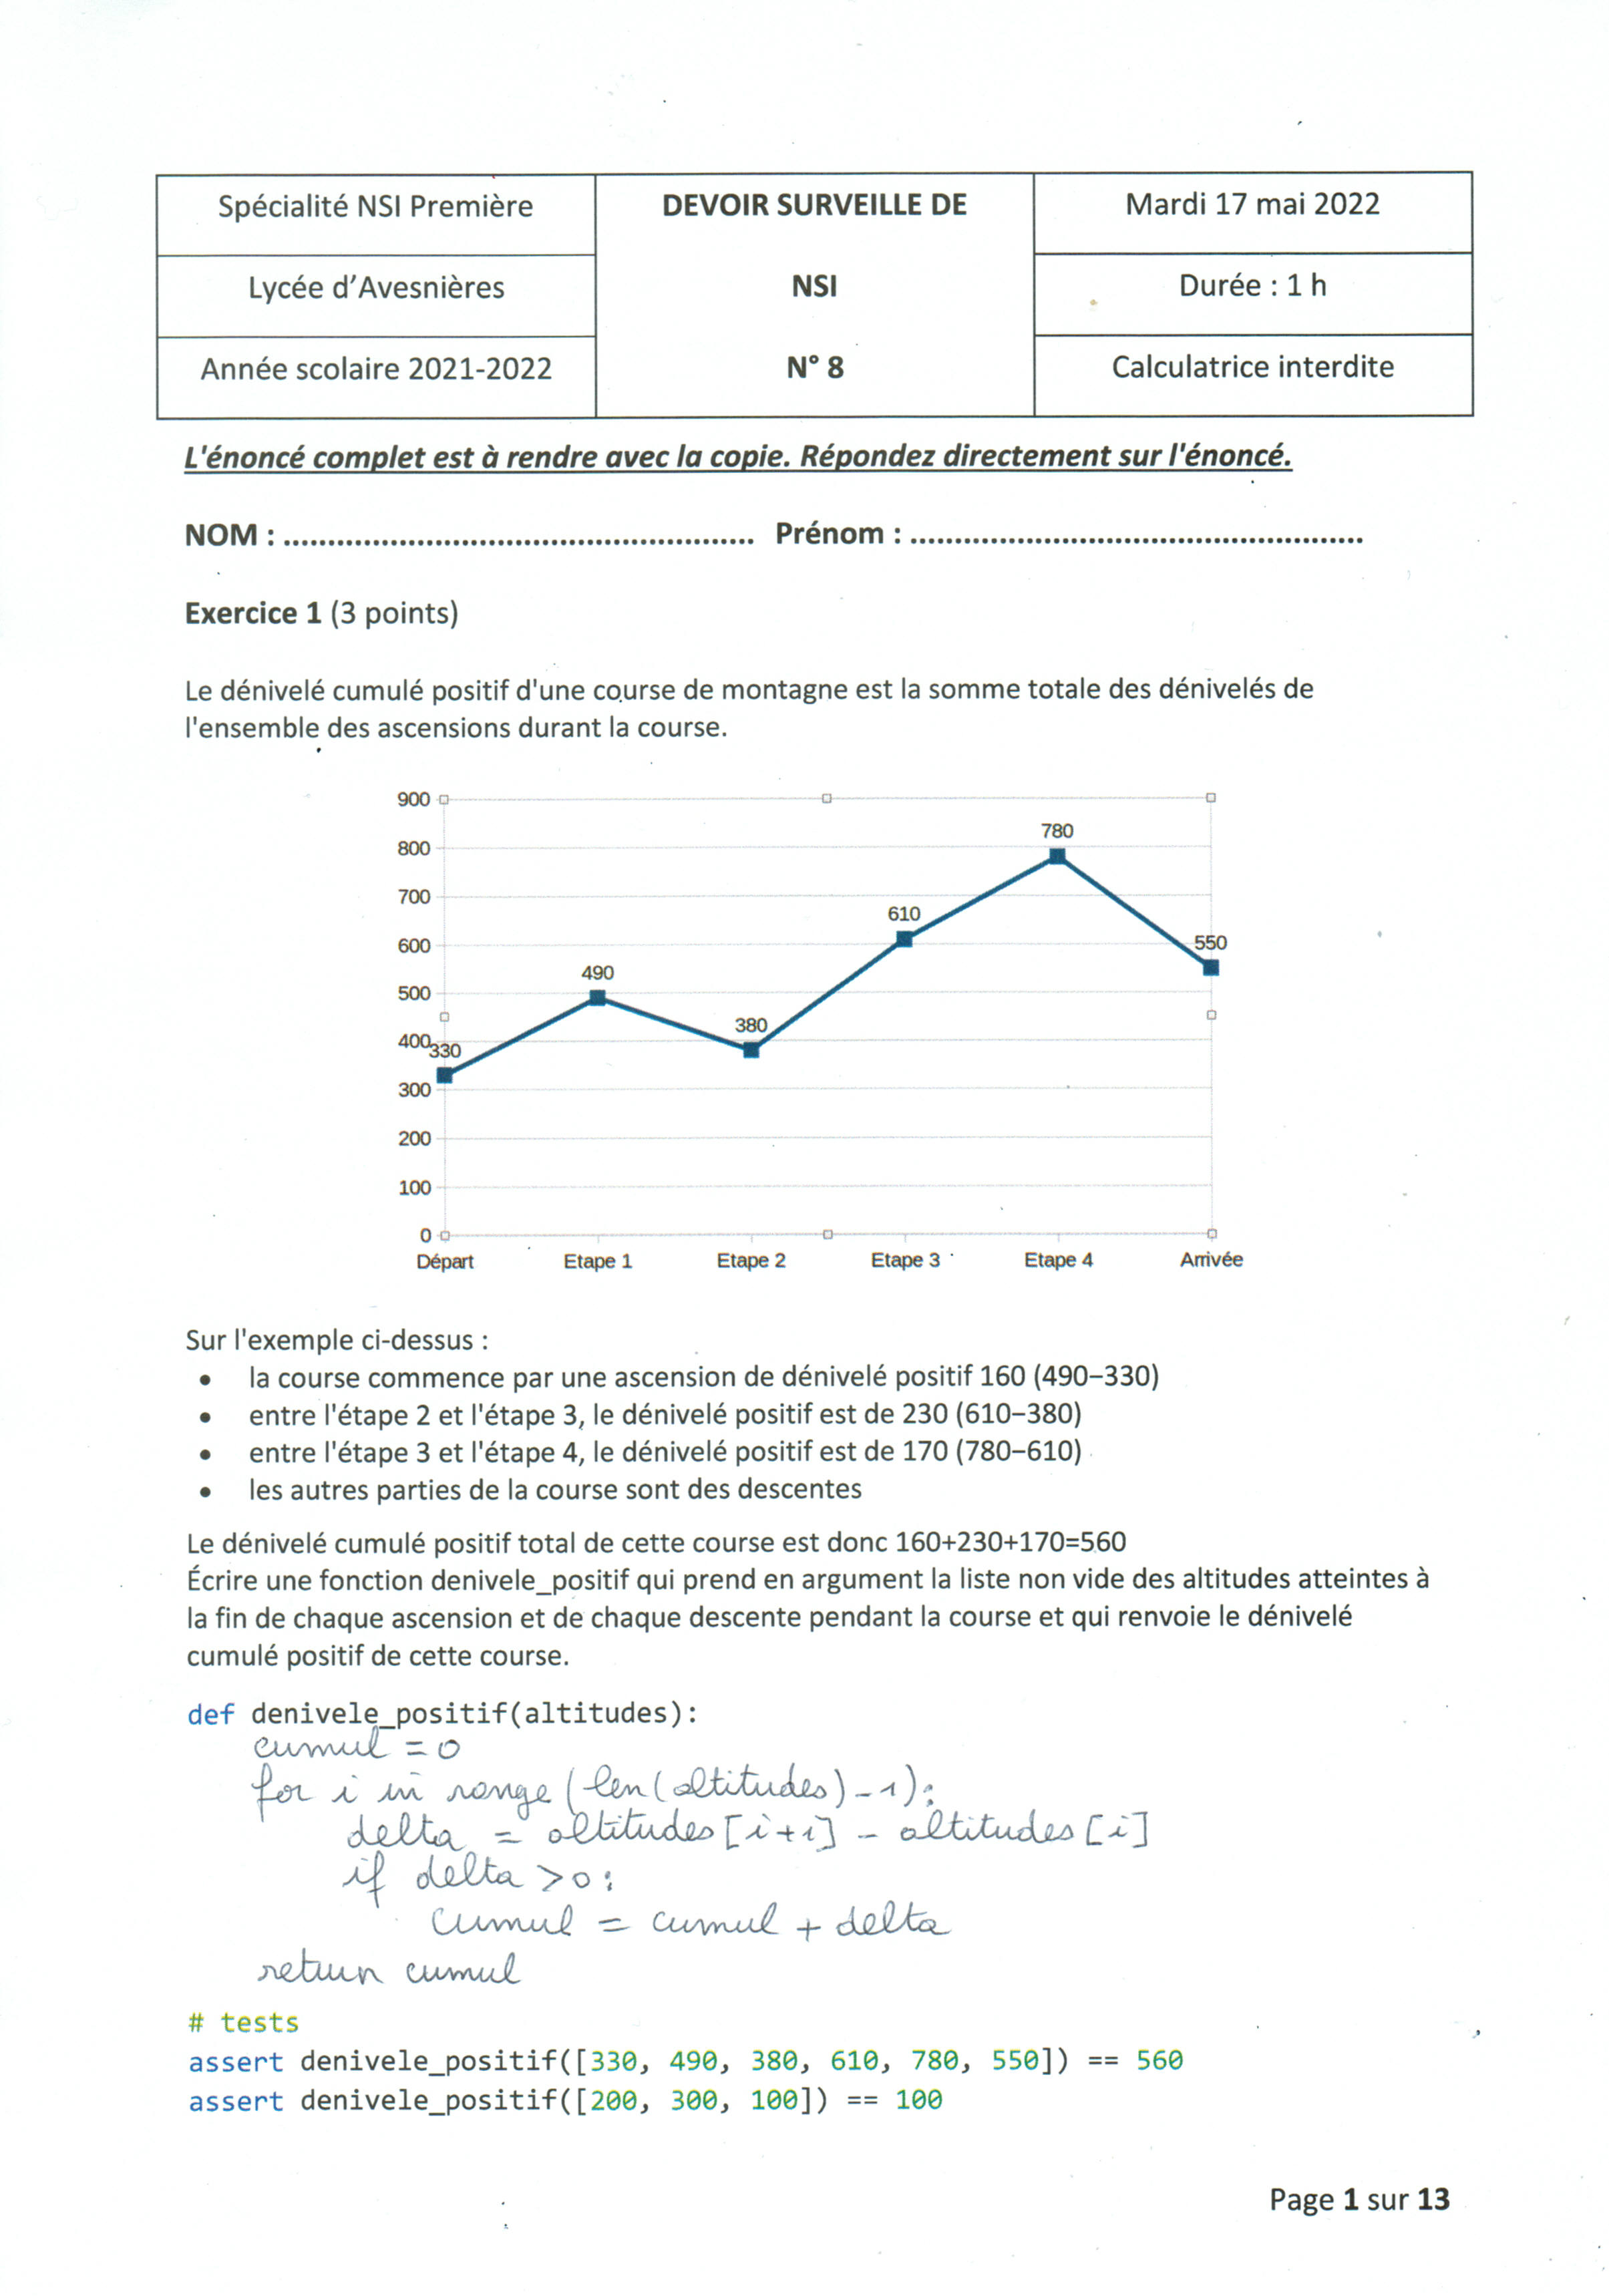 Spécialité NSI Première
Lycée d'Avesnières
Année scolaire 2021-2022
DEVOIR SURVEILLE DE
NSI
N° 8
Mardi 17 mai 2022
Durée : 1 h
Calculatrice interdite
L'énoncé complet est à rendre avec la copie. Répondez directement sur l'énoncé.
NOM : ..................................................... Prénom : ...................................................
Exercice 1 (3 points)
Le dénivelé cumulé positif d'une course de montagne est la somme totale des dénivelés de
l'ensemble des ascensions durant la course.
900
800
700
600
500
400
300
200
100
0
330
490
380
610
780
550
Départ Etape 1 Etape 2 Etape 3 Etape 4 Arrivée
Sur l'exemple ci-dessus :
• la course commence par une ascension de dénivelé positif 160 (490–330)
• entre l'étape 2 et l'étape 3, le dénivelé positif est de 230 (610–380)
• entre l'étape 3 et l'étape 4, le dénivelé positif est de 170 (780–610)
• les autres parties de la course sont des descentes
Le dénivelé cumulé positif total de cette course est donc 160+230+170=560
Écrire une fonction denivele_positif qui prend en argument la liste non vide des altitudes atteintes à
la fin de chaque ascension et de chaque descente pendant la course et qui renvoie le dénivelé
cumulé positif de cette course.
def denivele_positif(altitudes):
cumul = 0
for i in range (len(altitudes)-1):
delta = altitudes[i+1] - altitudes[i]
if delta >0:
cumul = cumul + delta
return cumul
# tests
assert denivele_positif([330, 490, 380, 610, 780, 550]) == 560
assert denivele_positif([200, 300, 100]) == 100
Page 1 sur 13